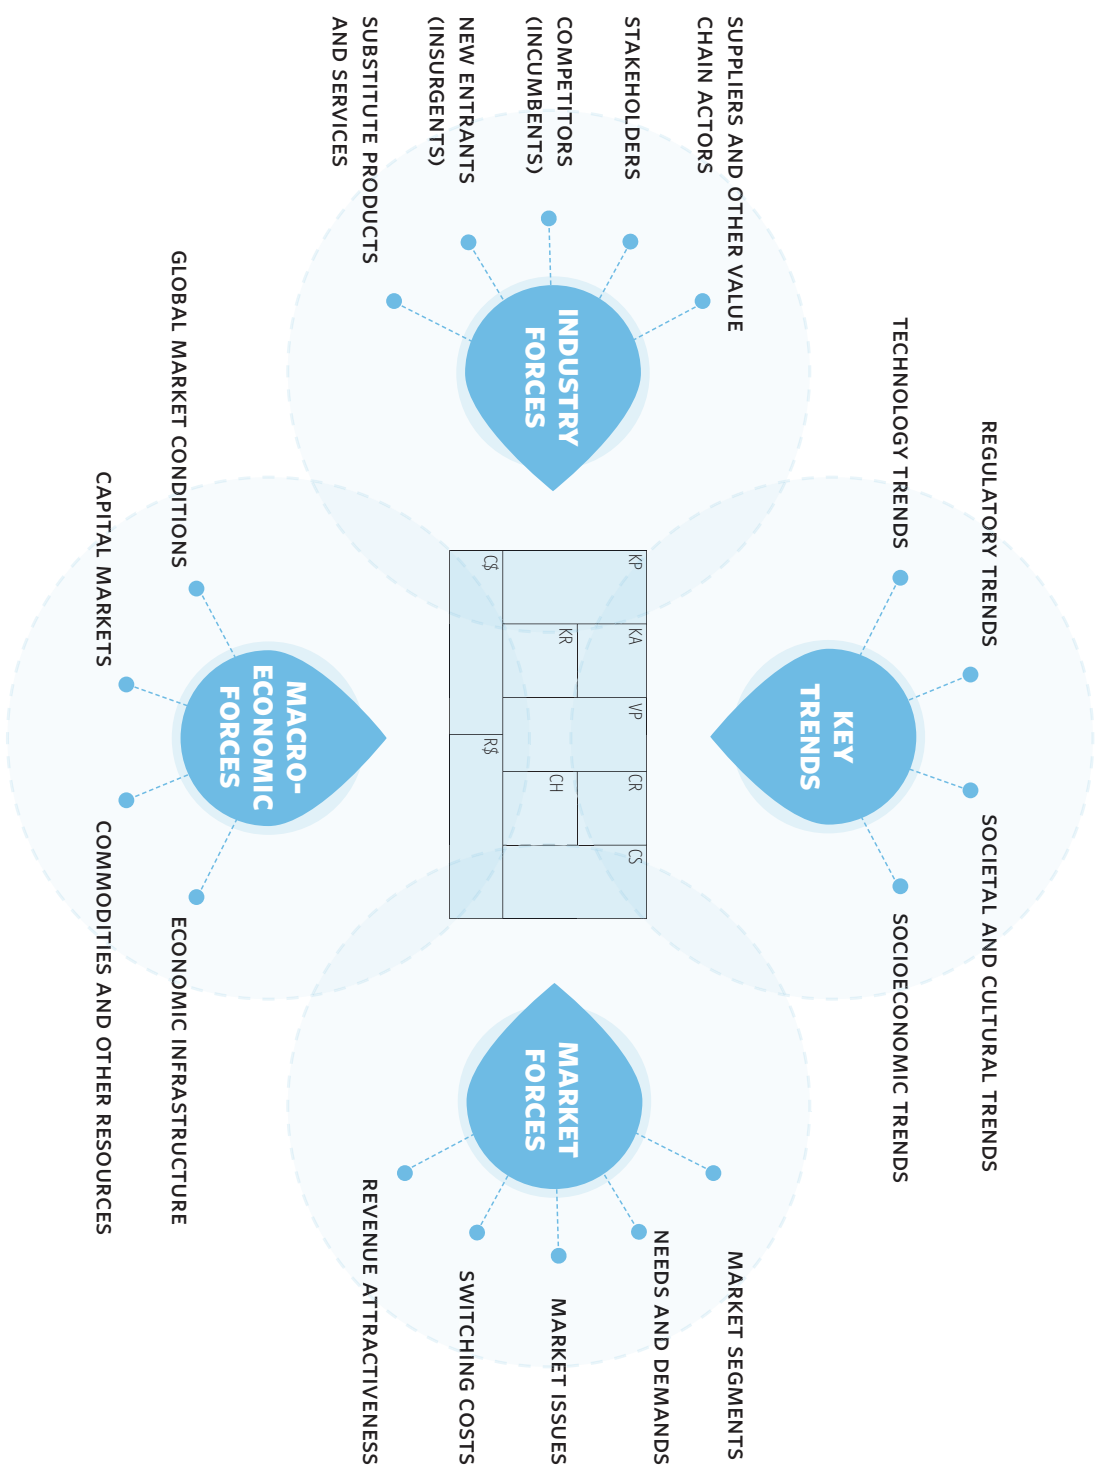 REGULATORY TRENDS
SOCIETAL AND CULTURAL TRENDS
TECHNOLOGY TRENDS
SOCIOECONOMIC TRENDS
KEY
TRENDS
SUPPLIERS AND OTHER VALUE
CHAIN ACTORS
STAKEHOLDERS
COMPETITORS
(INCUMBENTS)
NEW ENTRANTS
(INSURGENTS)
SUBSTITUTE PRODUCTS
AND SERVICES
INDUSTRY
FORCES
KP
KA
VP
CR
CS
KR
CH
C$
R$
MARKET
FORCES
MARKET SEGMENTS
NEEDS AND DEMANDS
MARKET ISSUES
SWITCHING COSTS
REVENUE ATTRACTIVENESS
MACRO-
ECONOMIC
FORCES
GLOBAL MARKET CONDITIONS
ECONOMIC INFRASTRUCTURE
CAPITAL MARKETS
COMMODITIES AND OTHER RESOURCES